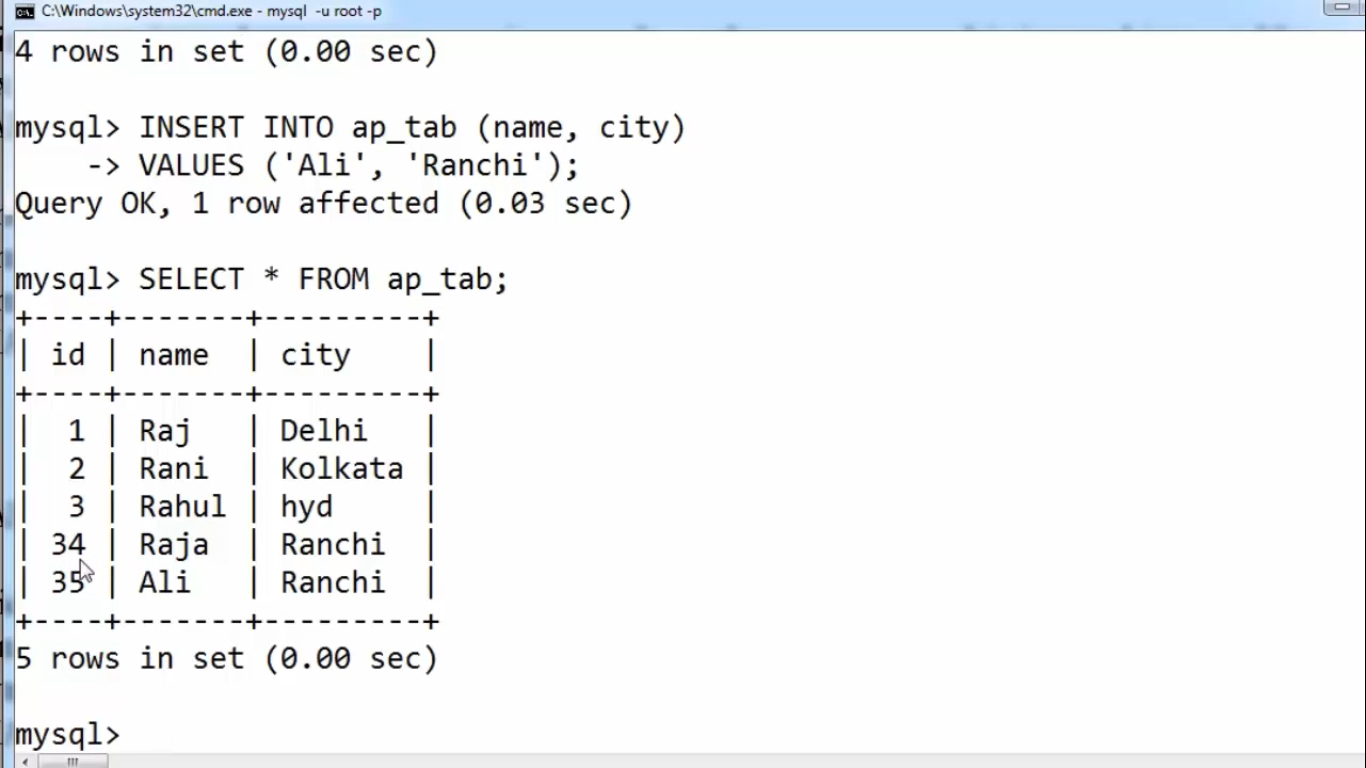 C:\Windows\system32\cmd.exe - mysql  -u root -p
4 rows in set (0.00 sec)
mysql> INSERT INTO ap_tab (name, city)
    -> VALUES ('Ali', 'Ranchi');
Query OK, 1 row affected (0.03 sec)
mysql> SELECT * FROM ap_tab;
+----+-------+---------+
| id | name  | city    |
+----+-------+---------+
|  1 | Raj   | Delhi   |
|  2 | Rani  | Kolkata |
|  3 | Rahul | hyd     |
| 34 | Raja  | Ranchi  |
| 35 | Ali   | Ranchi  |
+----+-------+---------+
5 rows in set (0.00 sec)
mysql>